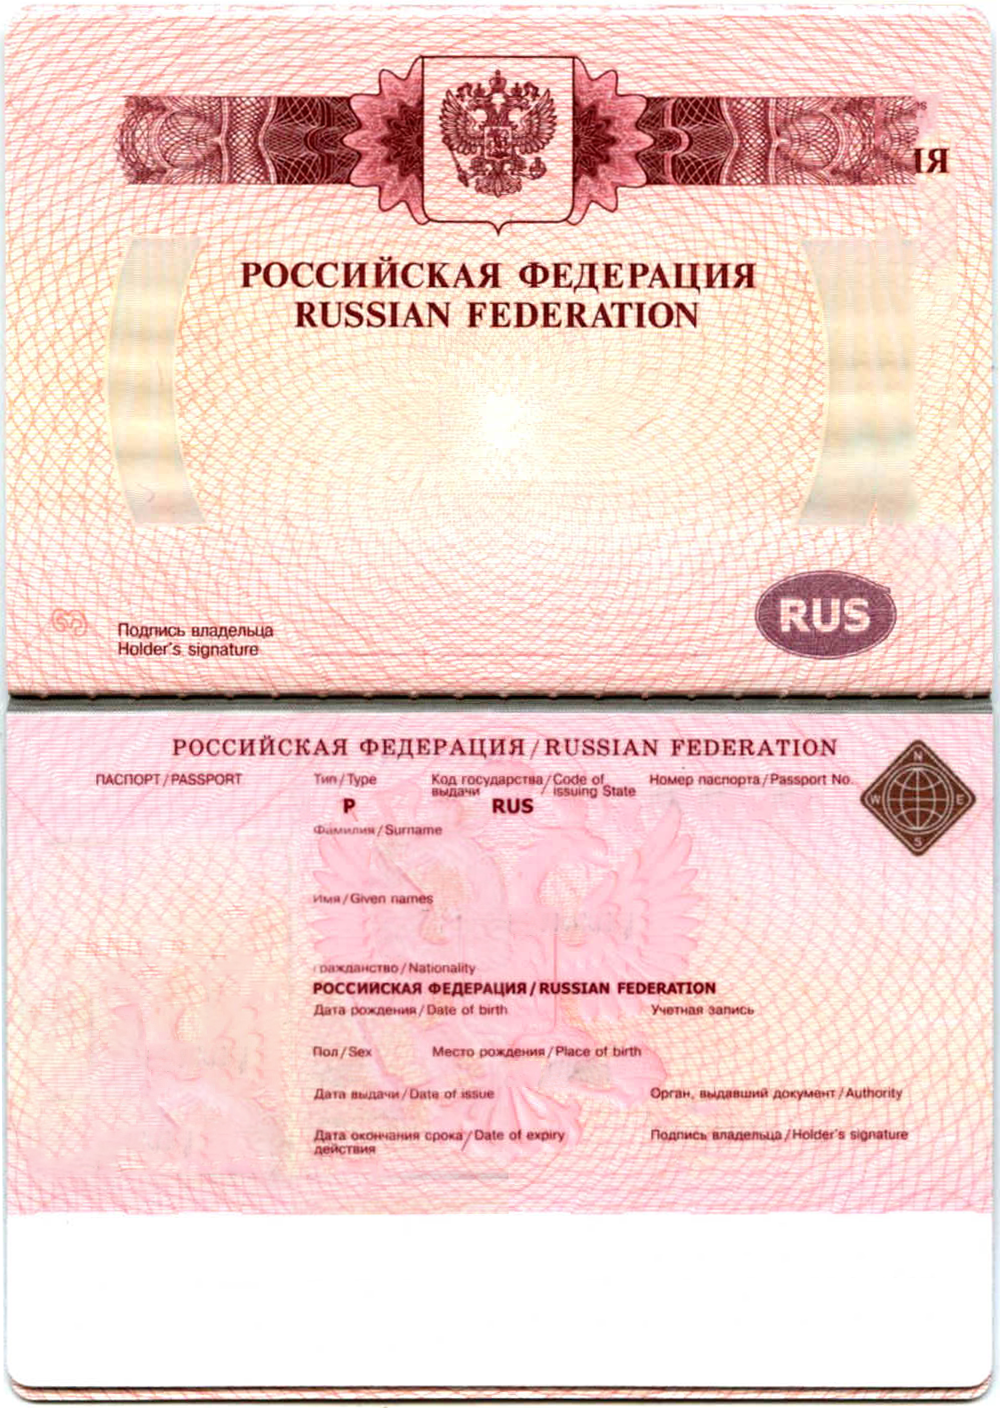 ИЯ
РОССИЙСКАЯ ФЕДЕРАЦИЯ
RUSSIAN FEDERATION
RUS
Подпись владельца
Holder's signature
РОССИЙСКАЯ ФЕДЕРАЦИЯ / RUSSIAN FEDERATION
ПАСПОРТ / PASSPORT Тип / Type Код государства / Code of Номер паспорта / Passport No.
выдачи / issuing State
P RUS
N
W E
S
Фамилия / Surname
Имя / Given names
Гражданство / Nationality
РОССИЙСКАЯ ФЕДЕРАЦИЯ / RUSSIAN FEDERATION
Дата рождения / Date of birth Учетная запись
Пол / Sex Место рождения / Place of birth
Дата выдачи / Date of issue Орган, выдавший документ / Authority
Дата окончания срока / Date of expiry Подпись владельца / Holder's signature
действия